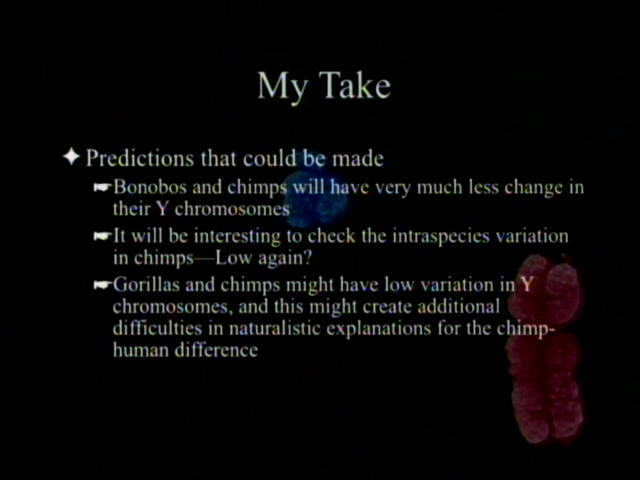 My Take
Predictions that could be made
Bonobos and chimps will have very much less change in
their Y chromosomes
It will be interesting to check the intraspecies variation
in chimps—Low again?
Gorillas and chimps might have low variation in Y
chromosomes, and this might create additional
difficulties in naturalistic explanations for the chimp-
human difference